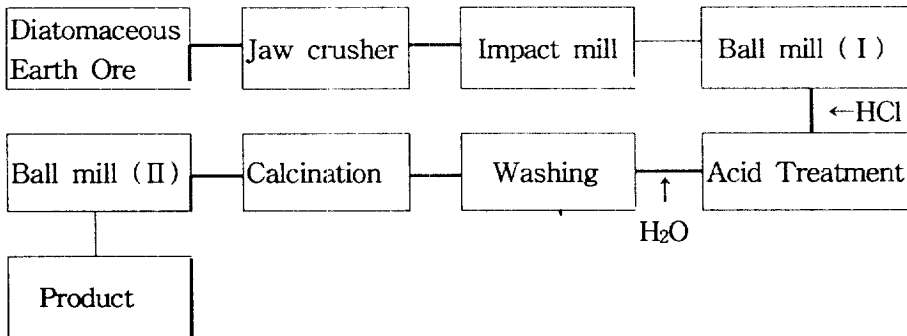 Diatomaceous
Earth Ore
Jaw crusher
Impact mill
Ball mill (Ⅰ)
←HCl
Ball mill (Ⅱ)
Calcination
Washing
Acid Treatment
↑
H₂O
Product